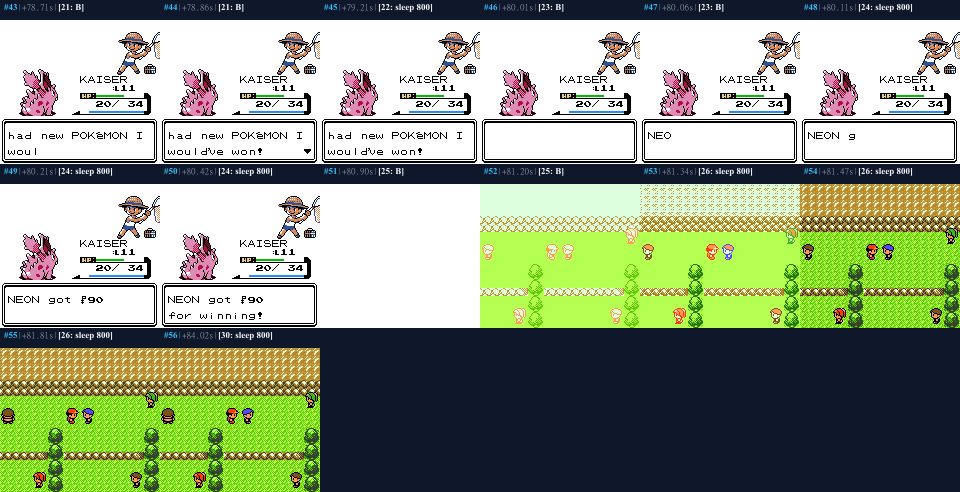 #43 | +78.71s | [21: B]
#44 | +78.86s | [21: B]
#45 | +79.21s | [22: sleep 800]
#46 | +80.01s | [23: B]
#47 | +80.06s | [23: B]
#48 | +80.11s | [24: sleep 800]
KAISER
:L11
HP:
20/ 34
had new POKéMON I
woul
KAISER
:L11
HP:
20/ 34
had new POKéMON I
would've won!
KAISER
:L11
HP:
20/ 34
had new POKéMON I
would've won!
KAISER
:L11
HP:
20/ 34
KAISER
:L11
HP:
20/ 34
NEO
KAISER
:L11
HP:
20/ 34
NEON g
#49 | +80.21s | [24: sleep 800]
#50 | +80.42s | [24: sleep 800]
#51 | +80.90s | [25: B]
#52 | +81.20s | [25: B]
#53 | +81.34s | [26: sleep 800]
#54 | +81.47s | [26: sleep 800]
KAISER
:L11
HP:
20/ 34
NEON got ₽90
KAISER
:L11
HP:
20/ 34
NEON got ₽90
for winning!
#55 | +81.81s | [26: sleep 800]
#56 | +84.02s | [30: sleep 800]